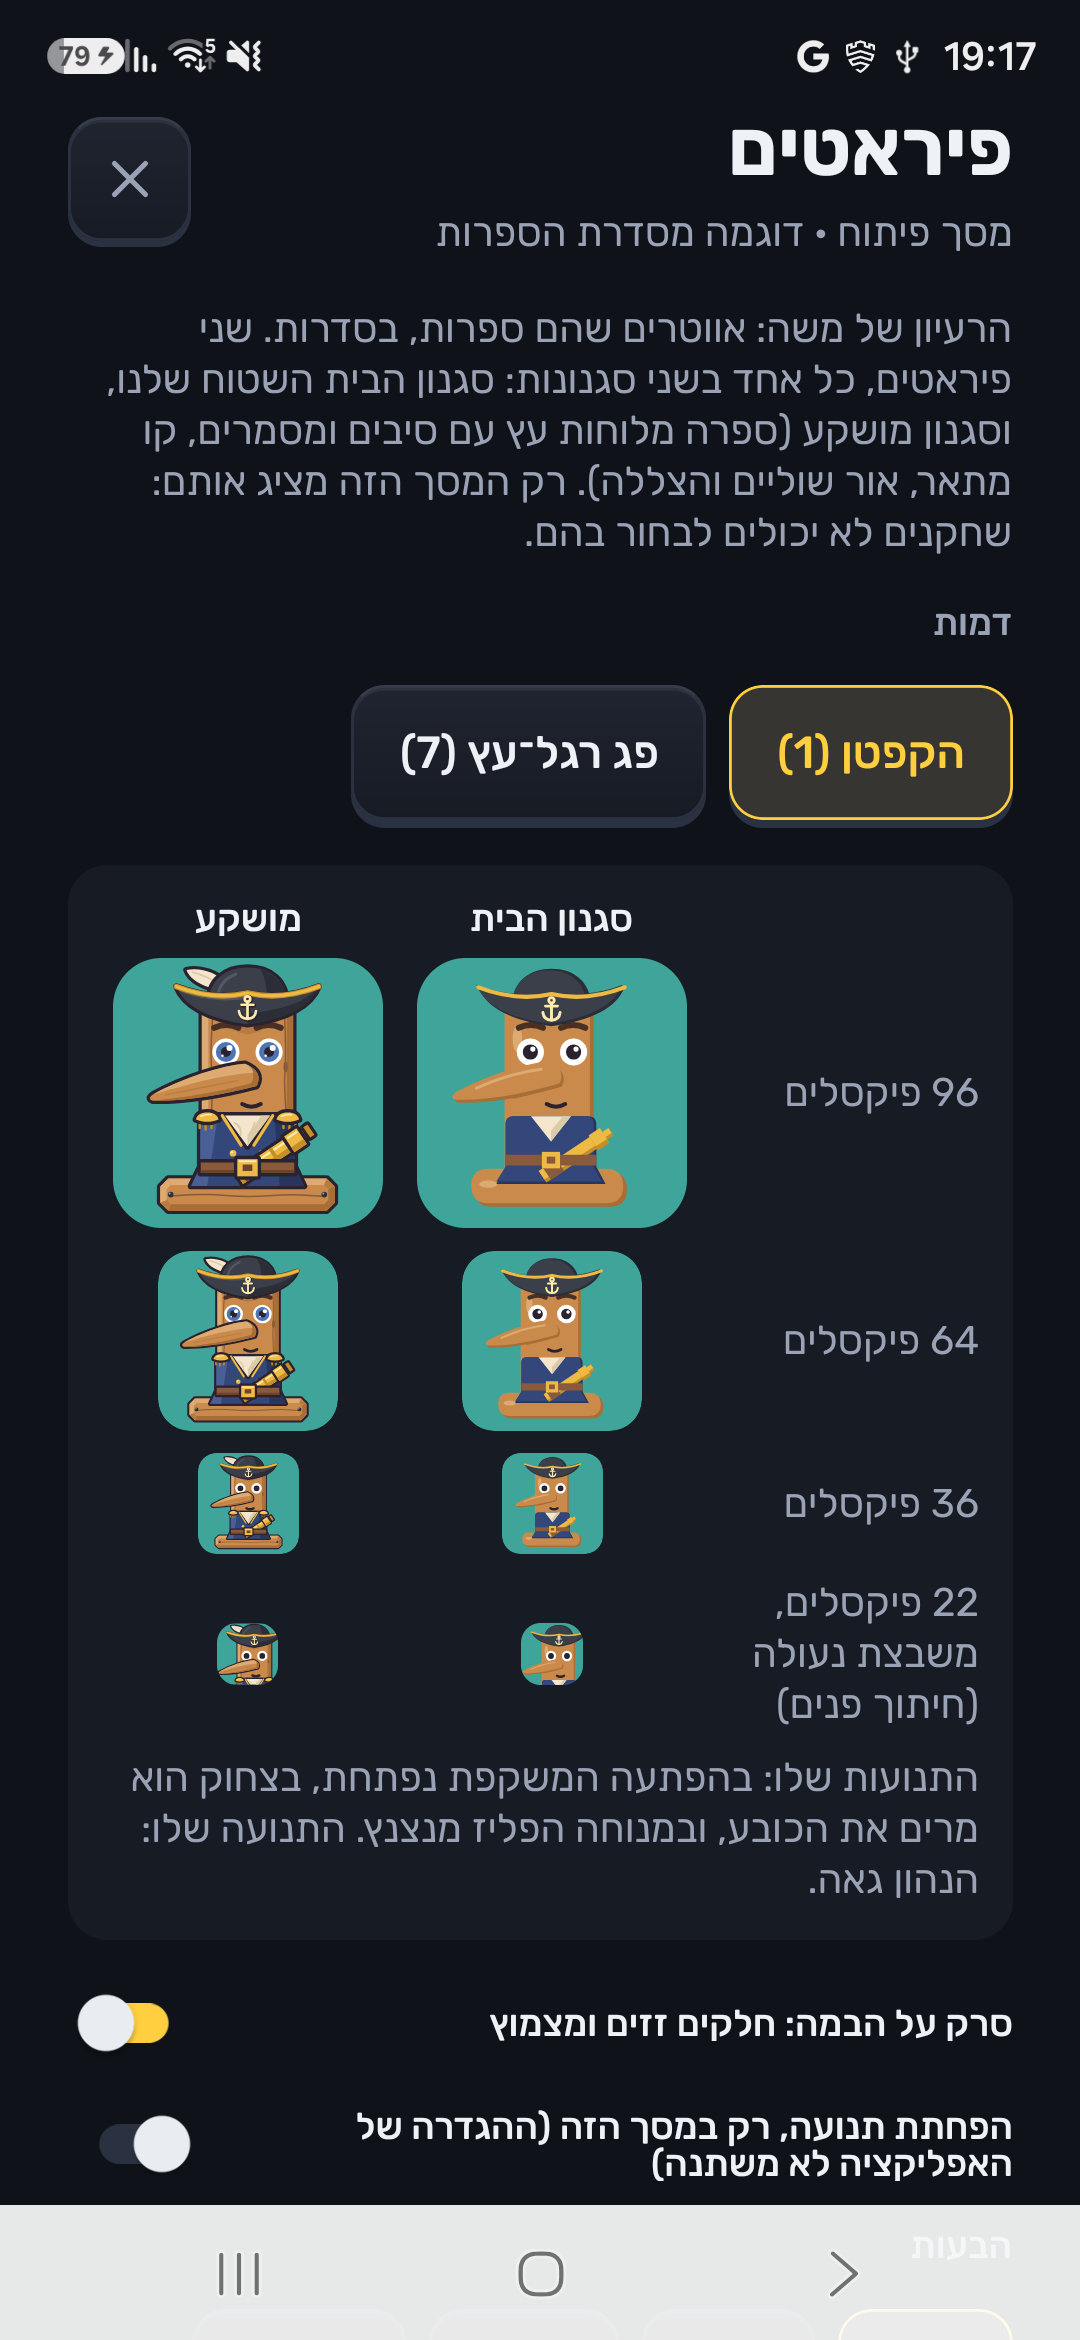 79
5
19:17
פיראטים
מסך פיתוח • דוגמה מסדרת הספרות
הרעיון של משה: אווטרים שהם ספרות, בסדרות. שני
פיראטים, כל אחד בשני סגנונות: סגנון הבית השטוח שלנו,
וסגנון מושקע (ספרה מלוחות עץ עם סיבים ומסמרים, קו
מתאר, אור שוליים והצללה). רק המסך הזה מציג אותם:
שחקנים לא יכולים לבחור בהם.
דמות
הקפטן (1)
פג רגל־עץ (7)
סגנון הבית
מושקע
96 פיקסלים
64 פיקסלים
36 פיקסלים
22 פיקסלים,
משבצת נעולה
(חיתוך פנים)
התנועות שלו: בהפתעה המשקפת נפתחת, בצחוק הוא
מרים את הכובע, ובמנוחה הפליז מנצנץ. התנועה שלו:
הנהון גאה.
סרק על הבמה: חלקים זזים ומצמוץ
הפחתת תנועה, רק במסך הזה (ההגדרה של
האפליקציה לא משתנה)
הבעות